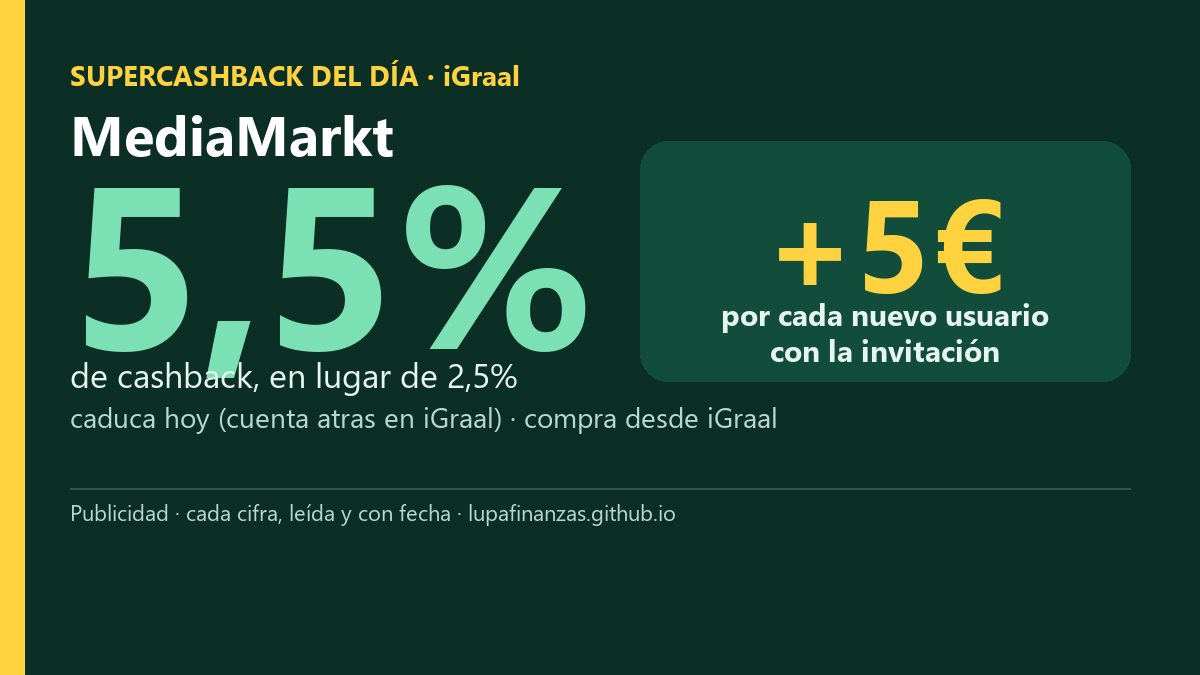 SUPERCASHBACK DEL DÍA · iGraal
MediaMarkt
5,5%
de cashback, en lugar de 2,5%
caduca hoy (cuenta atras en iGraal) · compra desde iGraal
+5€
por cada nuevo usuario
con la invitación
Publicidad · cada cifra, leída y con fecha · lupafinanzas.github.io